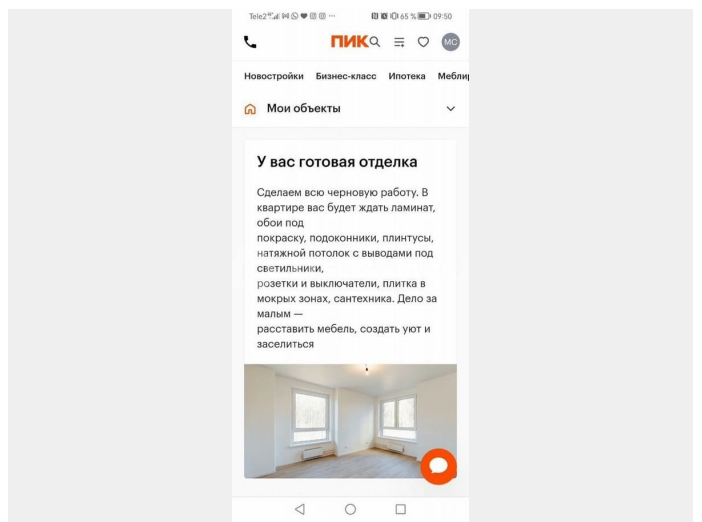 Tele2 65 % 09:50
ПИК МС
Новостройки Бизнес-класс Ипотека Мебли
Мои объекты
У вас готовая отделка
Сделаем всю черновую работу. В
квартире вас будет ждать ламинат,
обои под
покраску, подоконники, плинтусы,
натяжной потолок с выводами под
светильники,
розетки и выключатели, плитка в
мокрых зонах, сантехника. Дело за
малым —
расставить мебель, создать уют и
заселиться